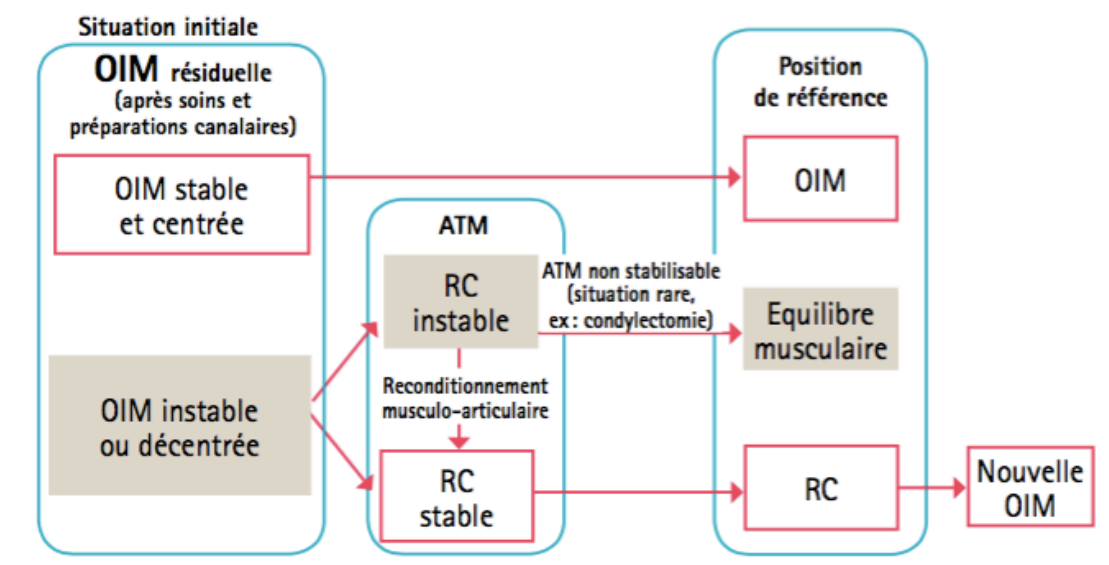 Situation initiale
OIM résiduelle
(après soins et
préparations canalaires)
OIM stable
et centrée
OIM instable
ou décentrée
ATM
RC
instable
Reconditionnement
musculo-articulaire
RC
stable
ATM non stabilisable
(situation rare,
ex : condylectomie)
Position
de référence
OIM
Equilibre
musculaire
RC
Nouvelle
OIM